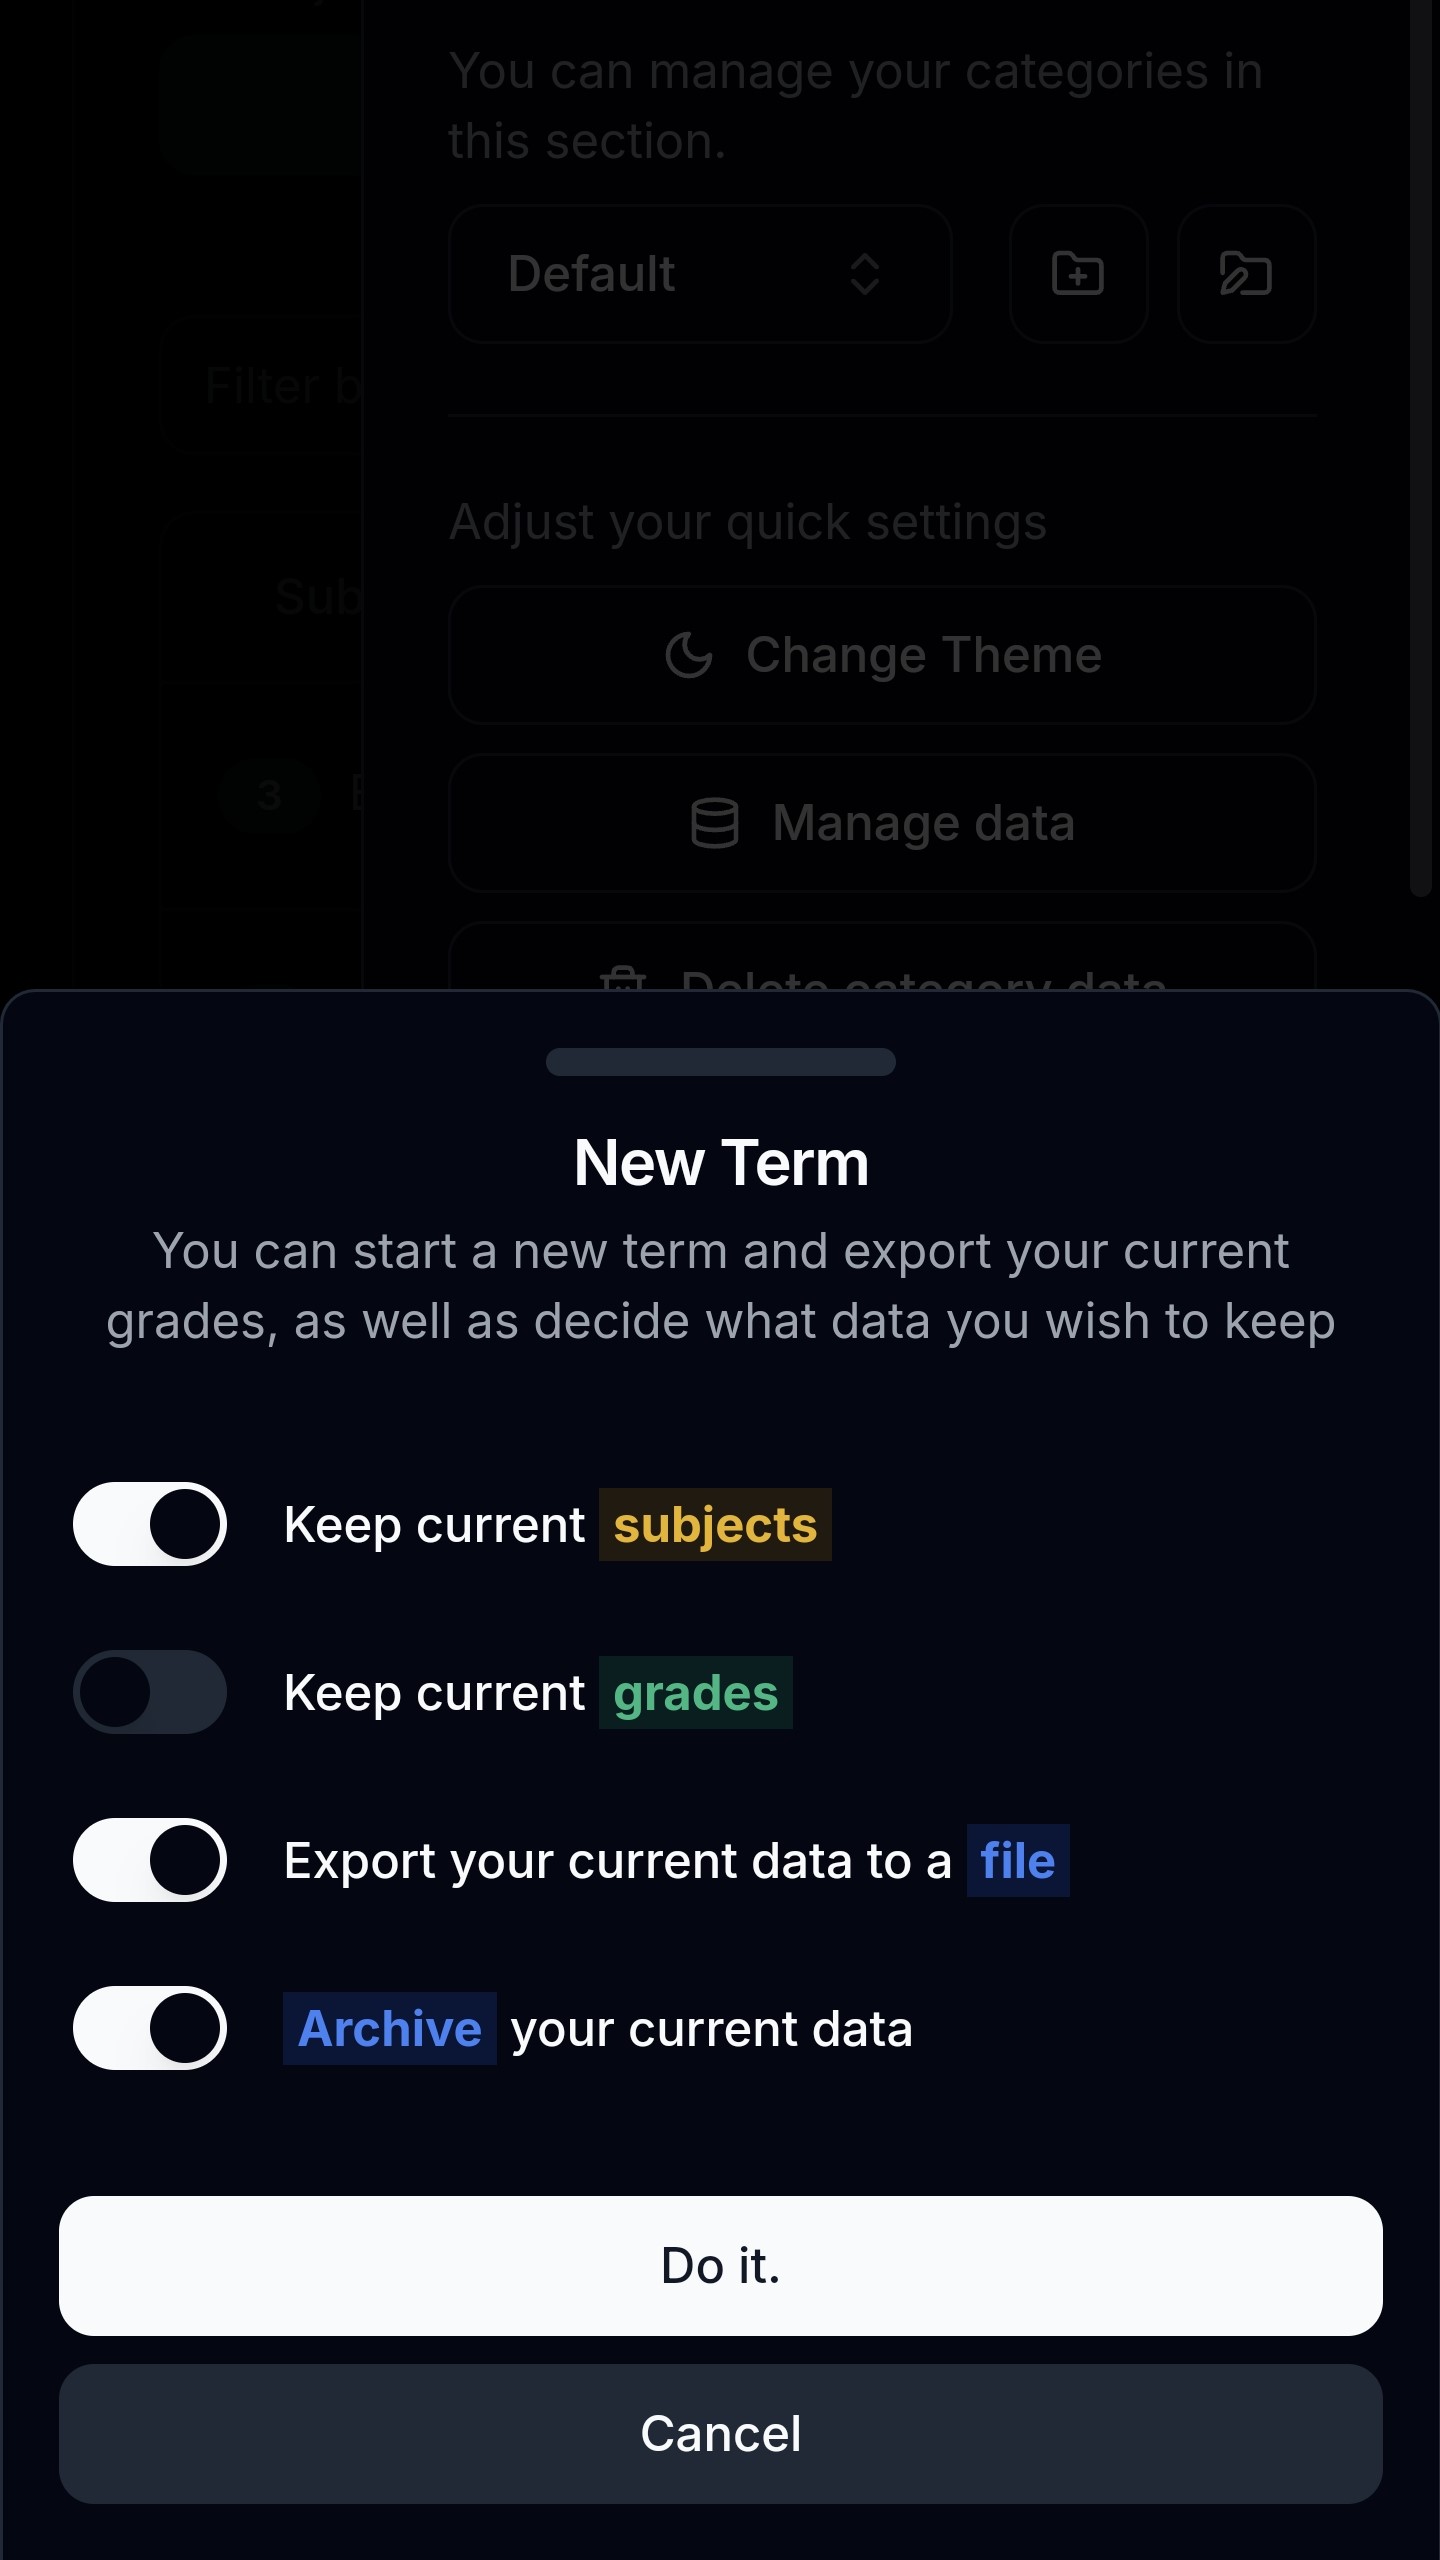 You can manage your categories in
this section.
Default
Filter b
Sub
3
Adjust your quick settings
Change Theme
Manage data
Delete category data
New Term
You can start a new term and export your current
grades, as well as decide what data you wish to keep
Keep current subjects
Keep current grades
Export your current data to a file
Archive your current data
Do it.
Cancel